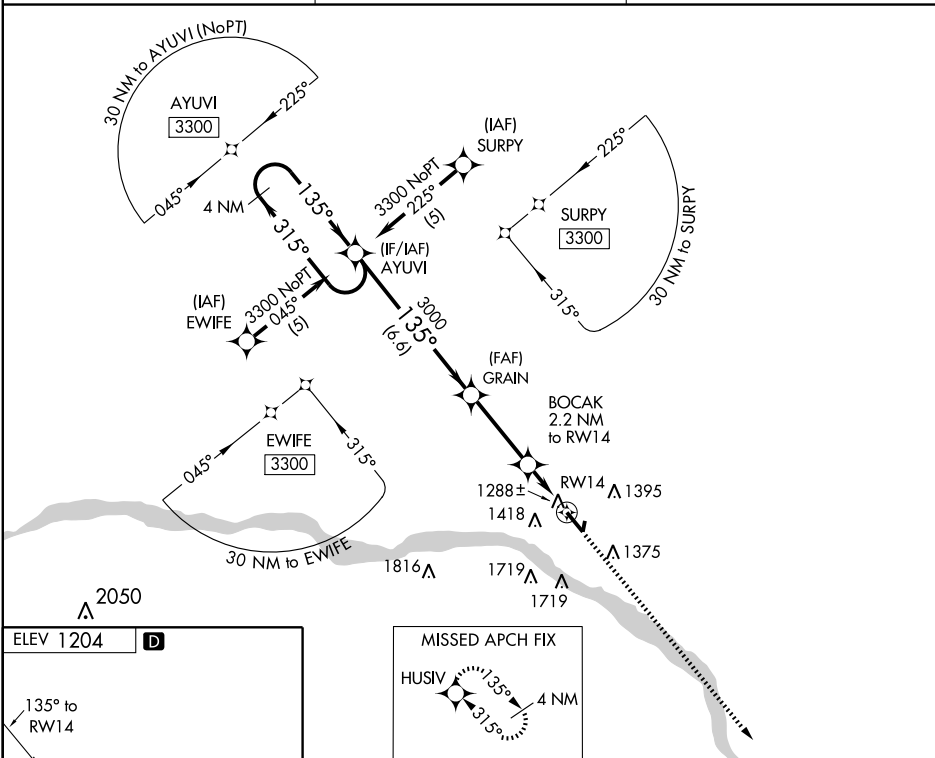 30 NM to AYUVI (NoPT)
AYUVI
3300
225°
045°
(IAF)
SURPY
3300 NoPT
225°
(5)
225°
SURPY
3300
315°
30 NM to SURPY
4 NM
135°
315°
(IF/IAF)
AYUVI
(IAF)
EWIFE
3300 NoPT
045°
(5)
3000
135°
(6.6)
(FAF)
GRAIN
BOCAK
2.2 NM
to RW14
EWIFE
3300
045°
315°
30 NM to EWIFE
RW14
1288±
1395
1418
1375
1816
1719
1719
2050
ELEV 1204
D
135° to
RW14
MISSED APCH FIX
HUSIV
135°
4 NM
315°